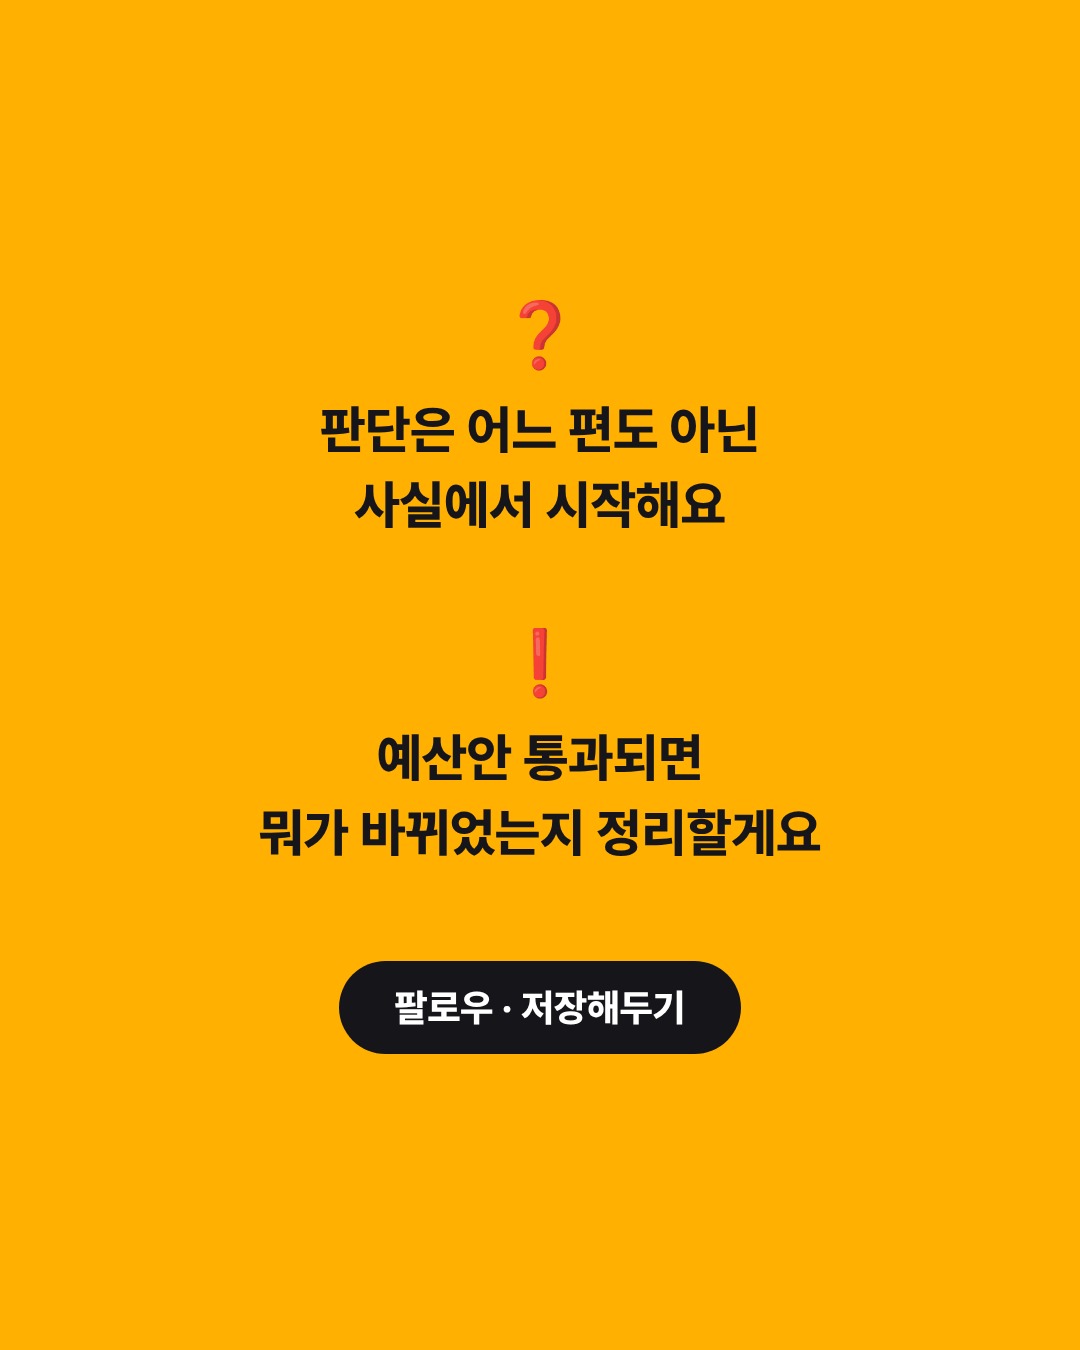 ❓
판단은 어느 편도 아닌
사실에서 시작해요
❗
예산안 통과되면
뭐가 바뀌었는지 정리할게요
팔로우 · 저장해두기